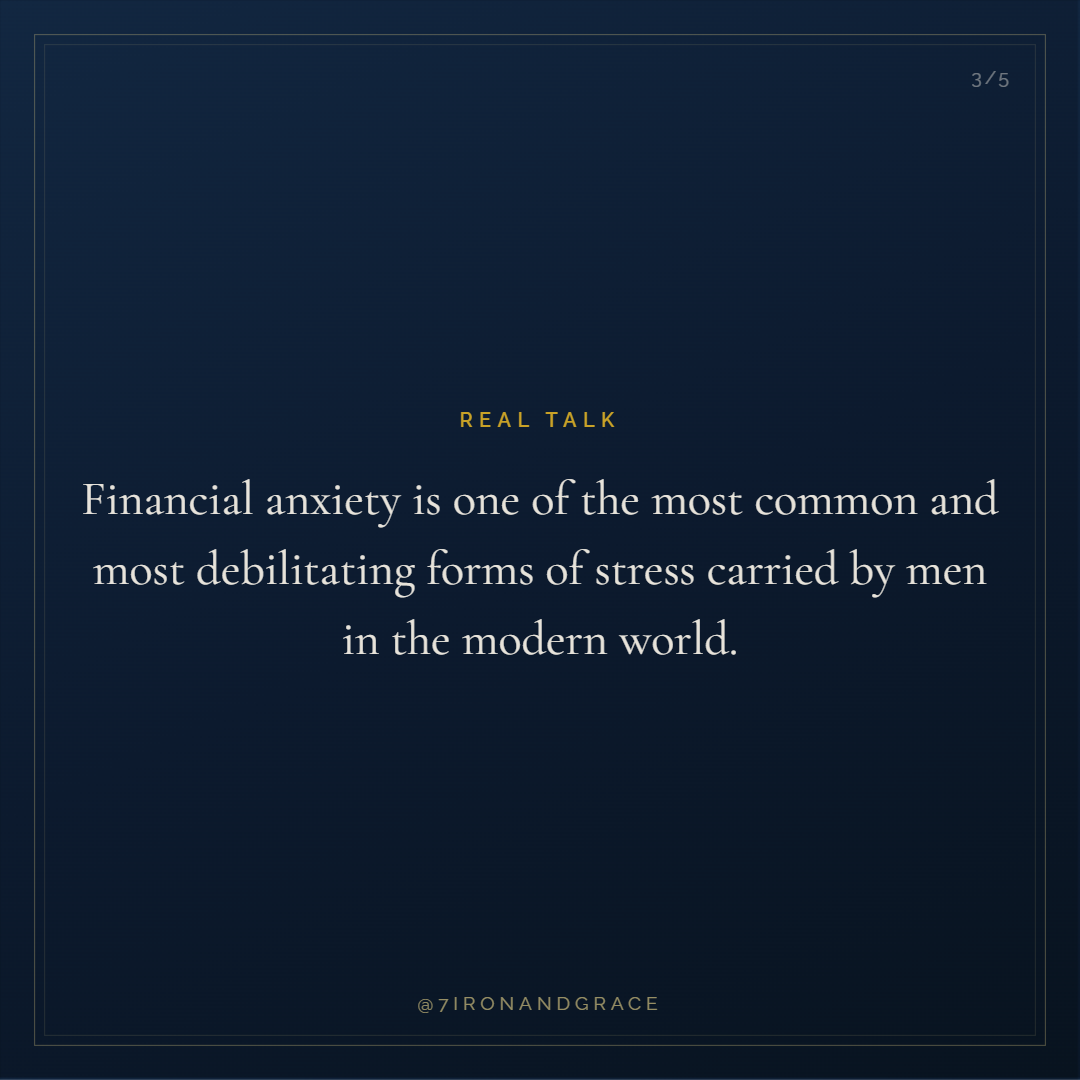 3/5
REAL TALK
Financial anxiety is one of the most common and
most debilitating forms of stress carried by men
in the modern world.
@7IRONANDGRACE